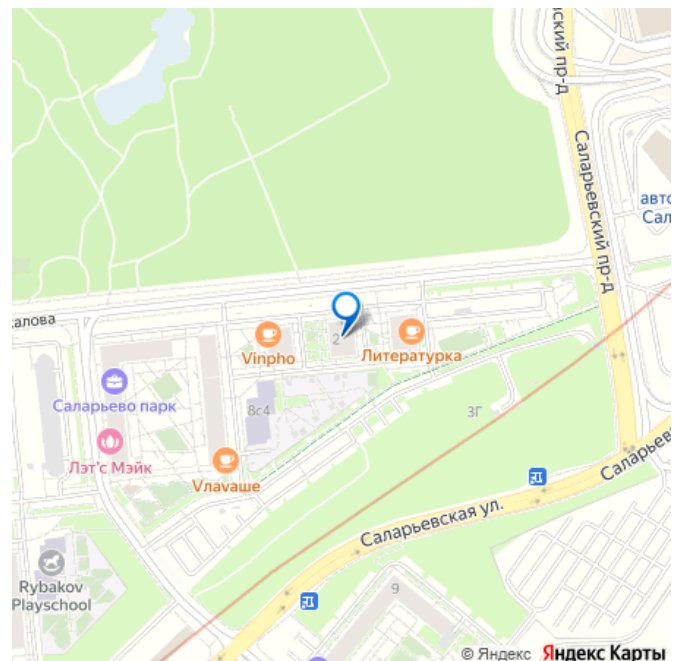 ский пр-д
Саларьевский пр-д
авто
Сал
калова
Vinpho
2
Литературка
Саларьево парк
8с4
3Г
Лэт'с Мэйк
Vлаvаше
Саларьев
Саларьевская ул.
Rybakov
Playschool
9
© Яндекс Яндекс Карты